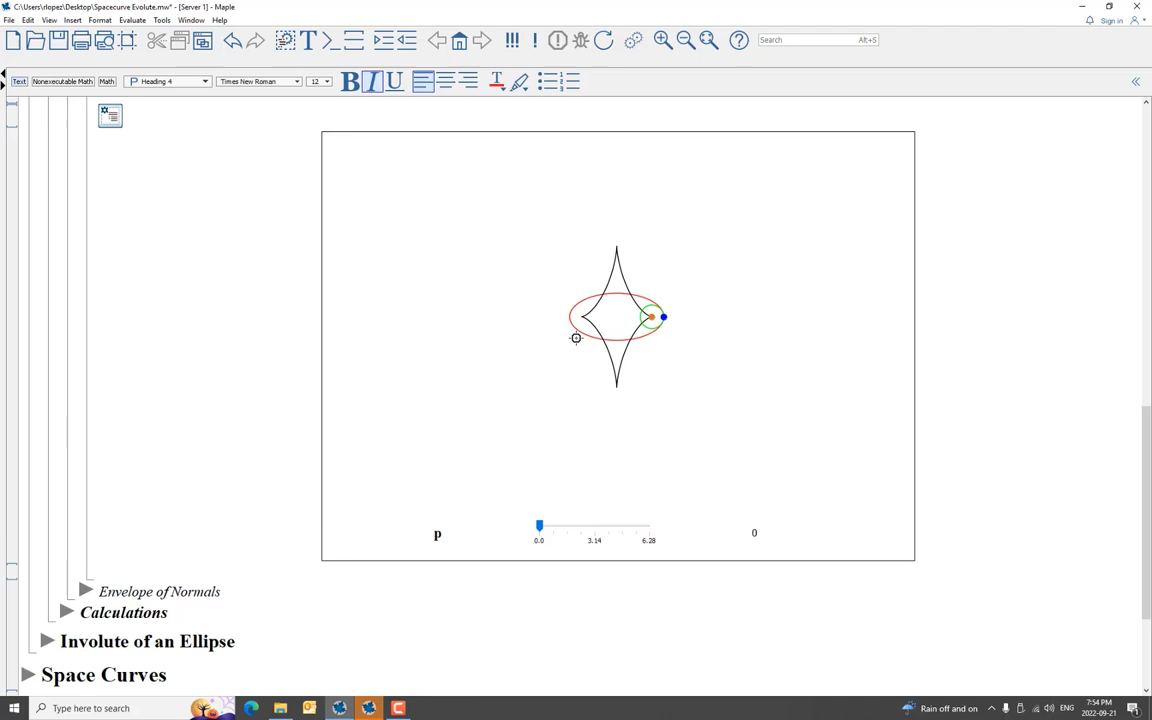 C:\Users\rlopez\Desktop\Spacecurve Evolute.mw* - [Server 1] - Maple
File Edit View Insert Format Evaluate Tools Window Help
Sign in
Search Alt+S
Text Nonexecutable Math Math P Heading 4 Times New Roman 12 B I U
p 0
0.0 3.14 6.28
Envelope of Normals
Calculations
Involute of an Ellipse
Space Curves
Type here to search
Rain off and on ENG 7:54 PM
2022-09-21